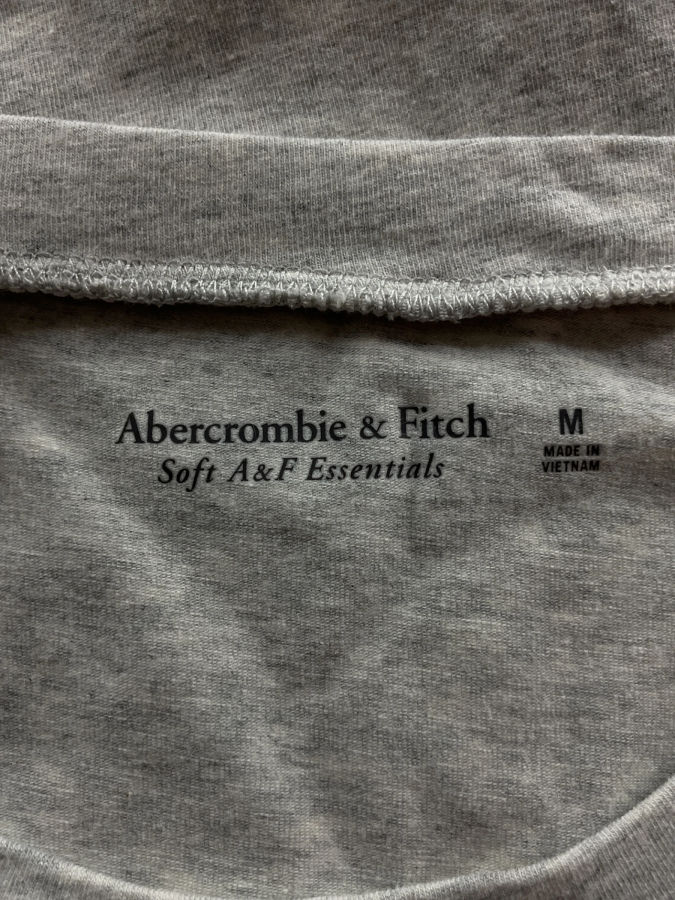 Abercrombie & Fitch
Soft A&F Essentials
M
MADE IN
VIETNAM